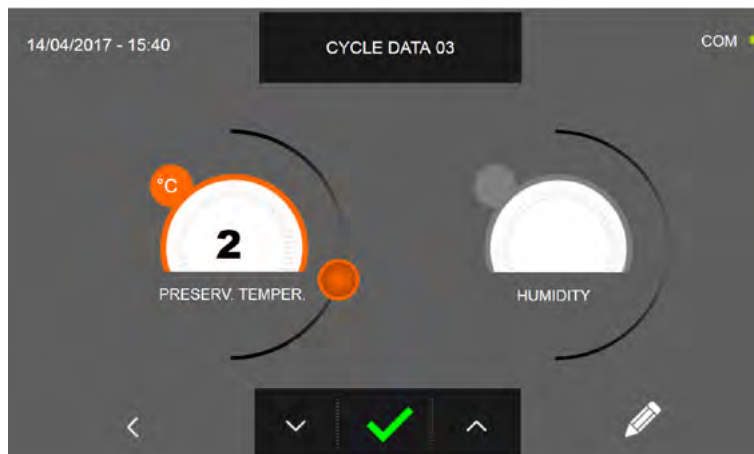 14/04/2017 - 15:40
CYCLE DATA 03
COM
°C
2
PRESERV. TEMPER.
HUMIDITY